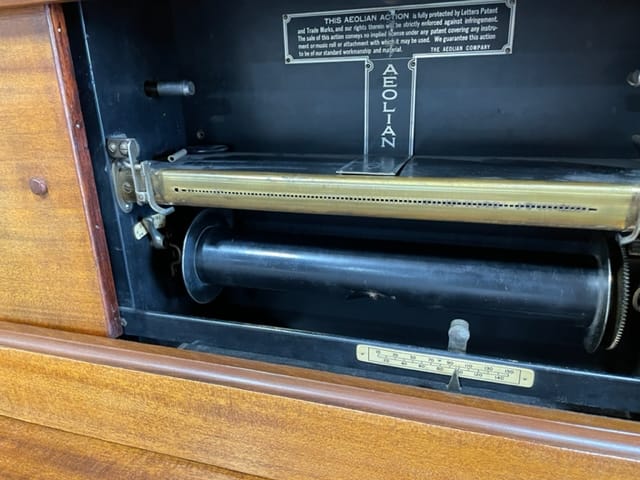 THIS AEOLIAN ACTION is fully protected by Letters Patent
and Trade Marks, and our rights therein will be strictly enforced against infringement.
The sale of this action conveys no implied license under any patent covering any instru-
ment or music roll or attachment with which it may be used. We guarantee this action
to be of standard workmanship and material. THE AEOLIAN COMPANY
AEOLIAN